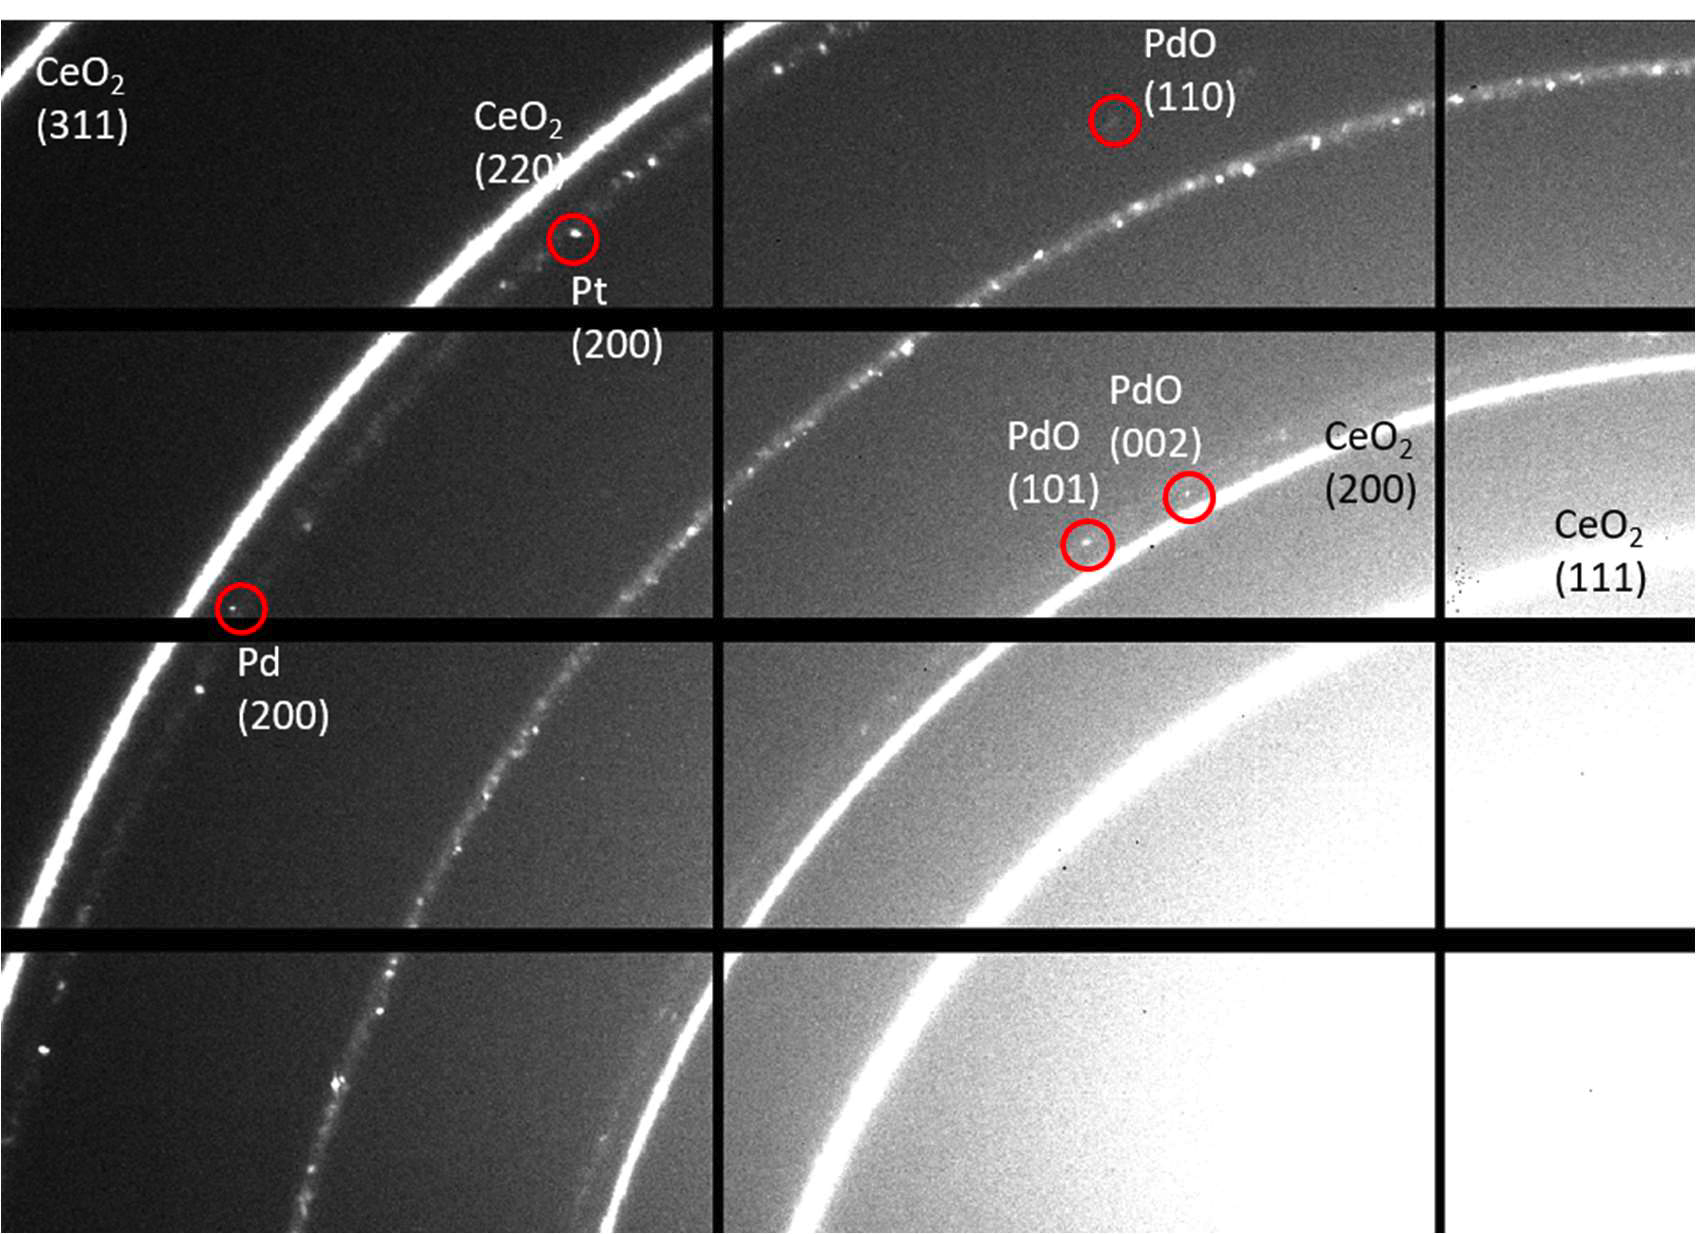 CeO₂
(311)
CeO₂
(220)
Pt
(200)
PdO
(110)
PdO
(002)
PdO
(101)
CeO₂
(200)
CeO₂
(111)
Pd
(200)